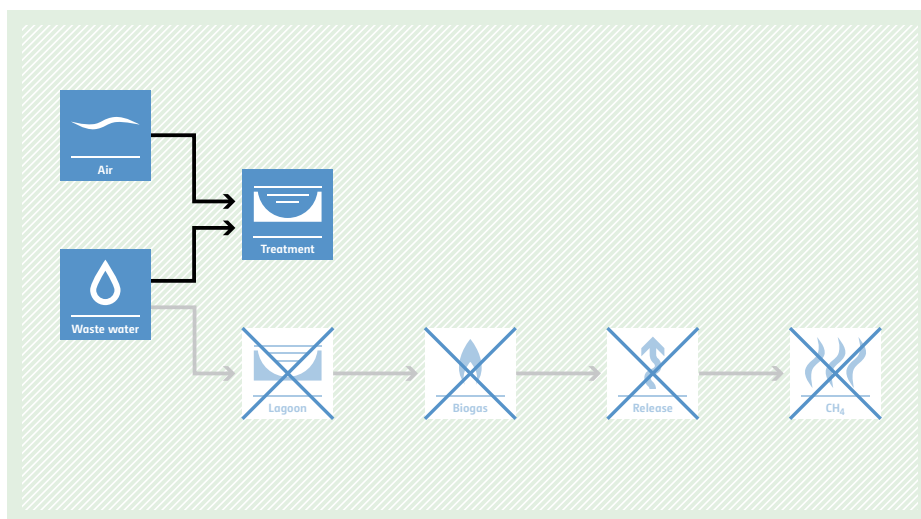 Air
Treatment
Waste water
Lagoon
Biogas
Release
CH₄